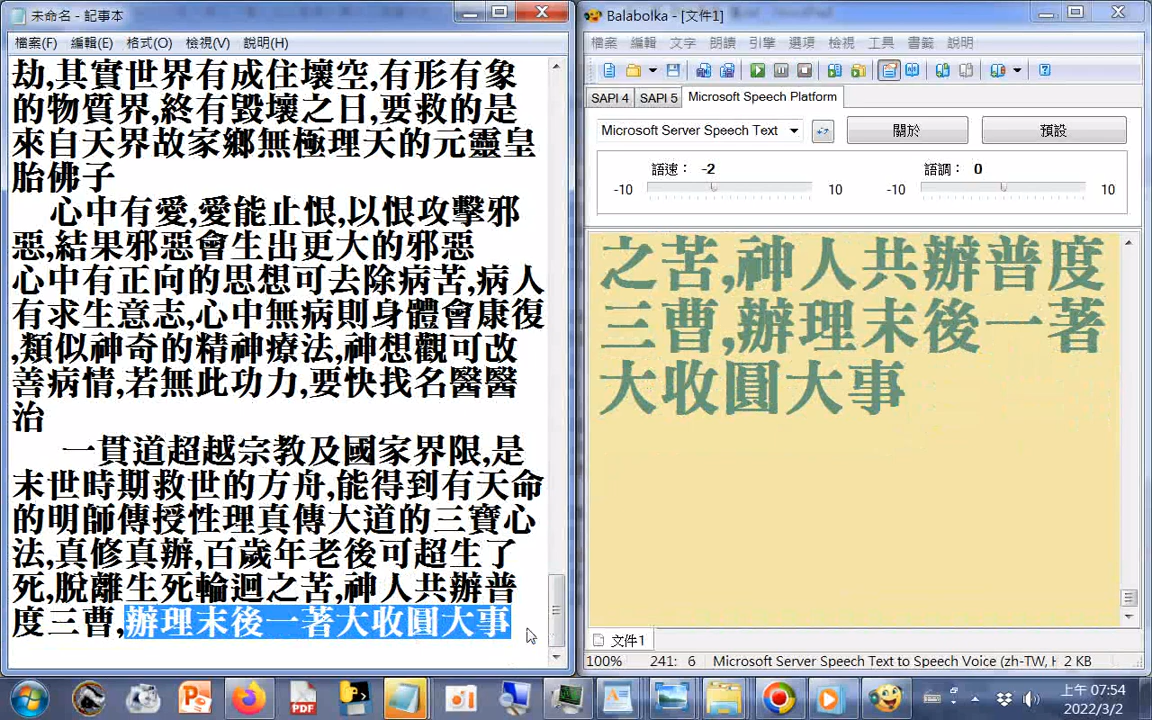 未命名 - 記事本
檔案(F) 編輯(E) 格式(O) 檢視(V) 說明(H)
劫,其實世界有成住壞空,有形有象
的物質界,終有毀壞之日,要救的是
來自天界故家鄉無極理天的元靈皇
胎佛子
心中有愛,愛能止恨,以恨攻擊邪
惡,結果邪惡會生出更大的邪惡
心中有正向的思想可去除病苦,病人
有求生意志,心中無病則身體會康復
,類似神奇的精神療法,神想觀可改
善病情,若無此功力,要快找名醫醫
治
一貫道超越宗教及國家界限,是
末世時期救世的方舟,能得到有天命
的明師傳授性理真傳大道的三寶心
法,真修真辦,百歲年老後可超生了
死,脫離生死輪迴之苦,神人共辦普
度三曹,辦理末後一著大收圓大事
Balabolka - [文件1]
檔案 編輯 文字 朗讀 引擎 選項 檢視 工具 書籤 說明
SAPI 4 SAPI 5 Microsoft Speech Platform
Microsoft Server Speech Text 關於 預設
語速: -2 語調: 0
-10 10 -10 10
之苦,神人共辦普度
三曹,辦理末後一著
大收圓大事
文件1
100% 241: 6 Microsoft Server Speech Text to Speech Voice (zh-TW, H 2 KB
上午 07:54
2022/3/2